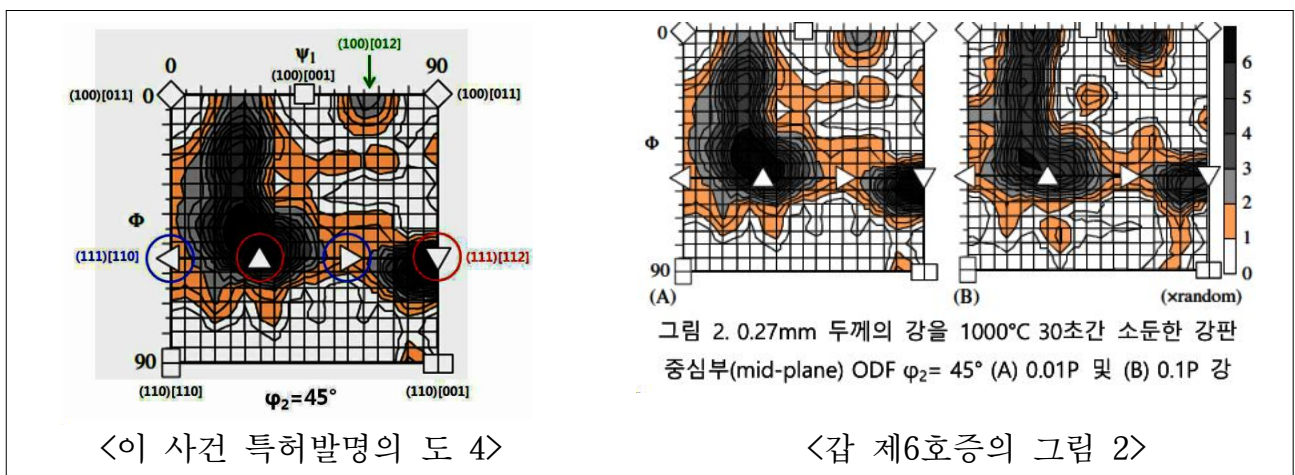 (100)[012]
ψ₁
0
(100)[001]
90
(100)[011]
0
(100)[011]
Φ
(111)[110]
(111)[112]
90
(110)[110]
(110)[001]
φ₂=45°
<이 사건 특허발명의 도 4>
0
Φ
90
(A)
(B)
6
5
4
3
2
1
0
(×random)
그림 2. 0.27mm 두께의 강을 1000°C 30초간 소둔한 강판
중심부(mid-plane) ODF φ₂= 45° (A) 0.01P 및 (B) 0.1P 강
<갑 제6호증의 그림 2>